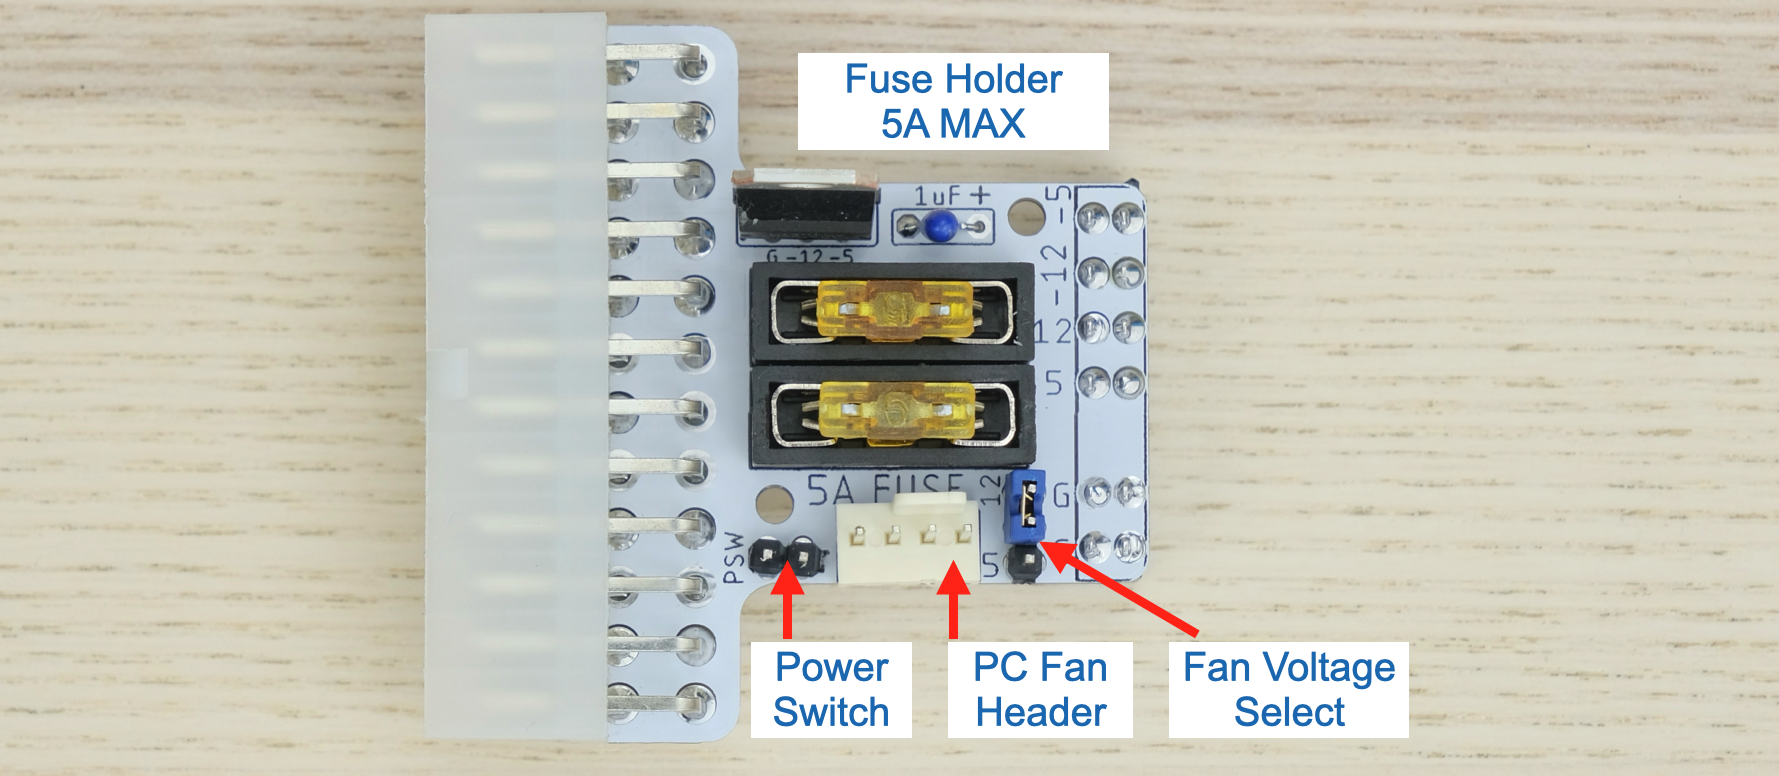 Fuse Holder
5A MAX
1uF +
-5
G -12 -5
-12
12
5
5A FUSE
12
G
PSW
5
Power
Switch
PC Fan
Header
Fan Voltage
Select